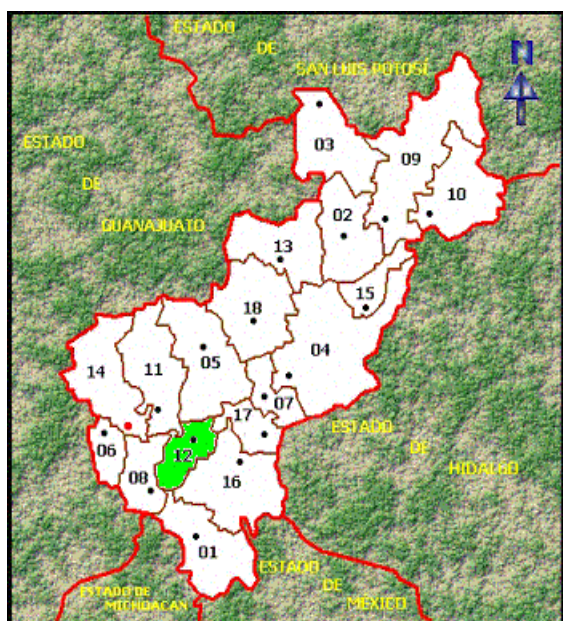 ESTADO
DE
SAN LUIS POTOSÍ
N
03
ESTADO
DE
GUANAJUATO
09
10
02
13
15
18
04
05
14
11
07
17
06
12
08
16
ESTADO
DE
HIDALGO
01
ESTADO DE
MICHOACAN
ESTADO
DE
MÉXICO